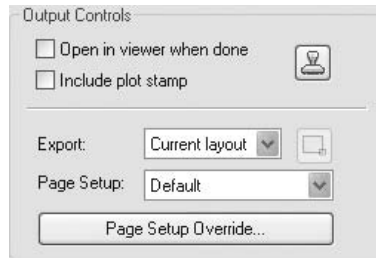 Output Controls
Open in viewer when done
Include plot stamp
Export: Current layout
Page Setup: Default
Page Setup Override...